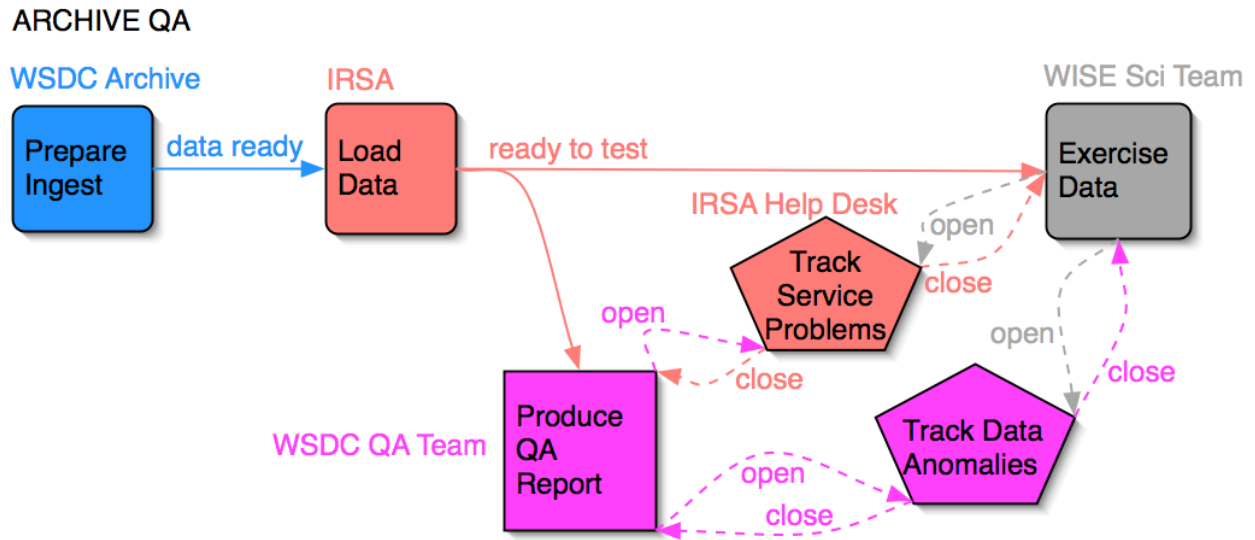 ARCHIVE QA
WSDC Archive
IRSA
WISE Sci Team
Prepare
Ingest
data ready
Load
Data
ready to test
Exercise
Data
IRSA Help Desk
open
close
Track
Service
Problems
open
close
open
close
WSDC QA Team
Produce
QA
Report
Track Data
Anomalies
open
close